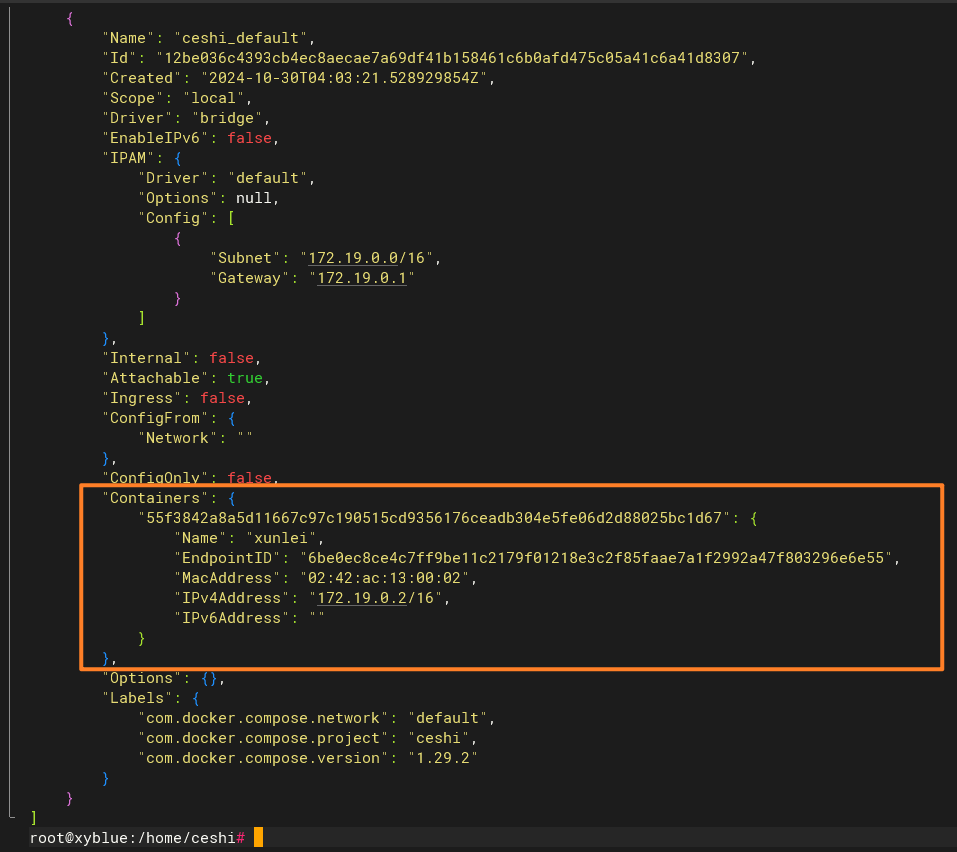 {
"Name": "ceshi_default",
"Id": "12be036c4393cb4ec8aecae7a69df41b158461c6b0afd475c05a41c6a41d8307",
"Created": "2024-10-30T04:03:21.528929854Z",
"Scope": "local",
"Driver": "bridge",
"EnableIPv6": false,
"IPAM": {
"Driver": "default",
"Options": null,
"Config": [
{
"Subnet": "172.19.0.0/16",
"Gateway": "172.19.0.1"
}
]
},
"Internal": false,
"Attachable": true,
"Ingress": false,
"ConfigFrom": {
"Network": ""
},
"ConfigOnly": false,
"Containers": {
"55f3842a8a5d11667c97c190515cd9356176ceadb304e5fe06d2d88025bc1d67": {
"Name": "xunlei",
"EndpointID": "6be0ec8ce4c7ff9be11c2179f01218e3c2f85faae7a1f2992a47f803296e6e55",
"MacAddress": "02:42:ac:13:00:02",
"IPv4Address": "172.19.0.2/16",
"IPv6Address": ""
}
},
"Options": {},
"Labels": {
"com.docker.compose.network": "default",
"com.docker.compose.project": "ceshi",
"com.docker.compose.version": "1.29.2"
}
}
]
root@xyblue:/home/ceshi#